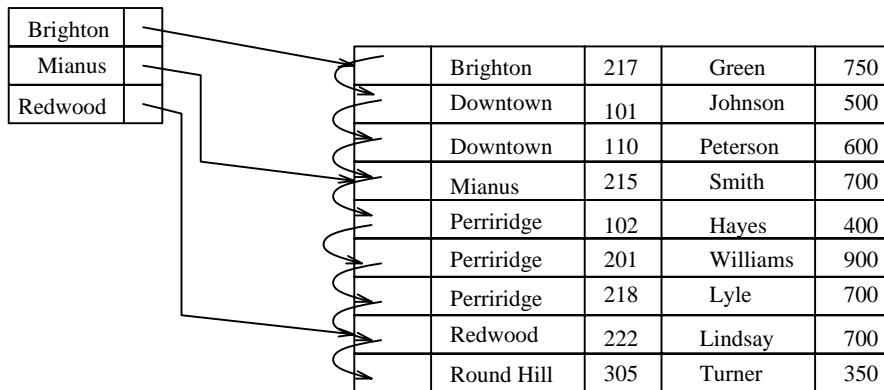 Brighton
Mianus
Redwood
Brighton 217 Green 750
Downtown 101 Johnson 500
Downtown 110 Peterson 600
Mianus 215 Smith 700
Perriridge 102 Hayes 400
Perriridge 201 Williams 900
Perriridge 218 Lyle 700
Redwood 222 Lindsay 700
Round Hill 305 Turner 350